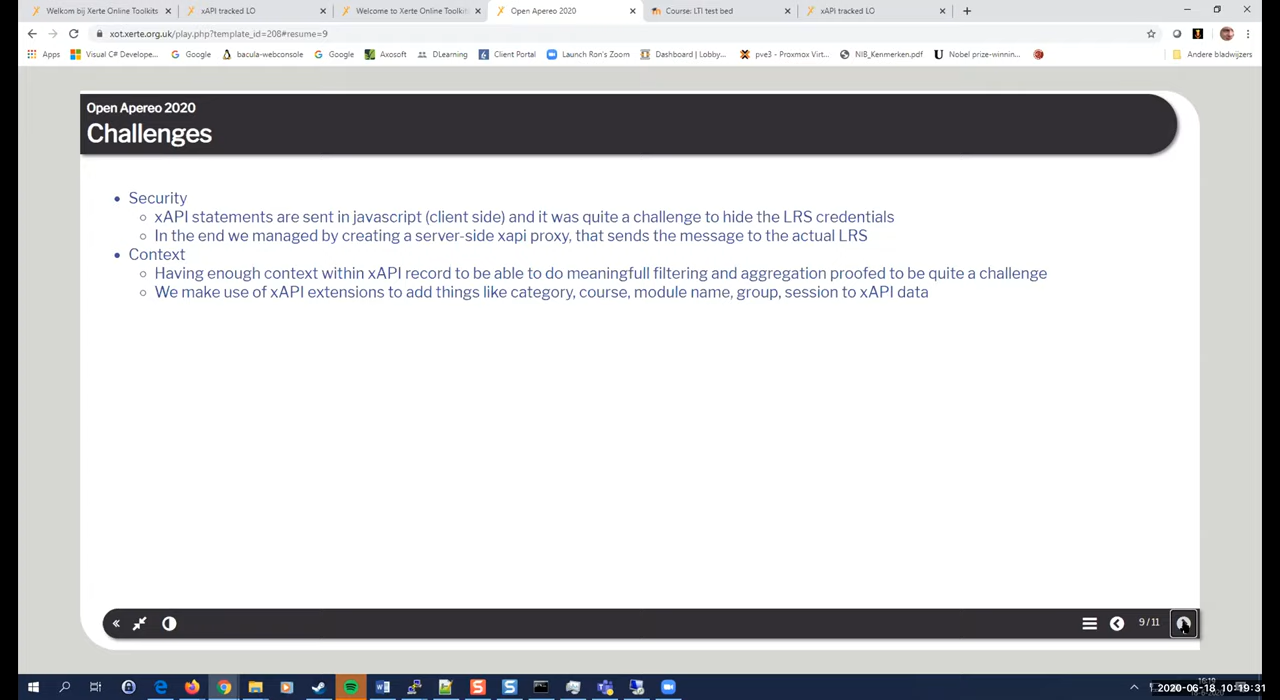 Welkom bij Xerte Online Toolkits
xAPI tracked LO
Welcome to Xerte Online Toolkit
Open Apereo 2020
Course: LTI test bed
xAPI tracked LO
xot.xerte.org.uk/play.php?template_id=208#resume=9
Apps
Visual C# Develope...
Google
bacula-webconsole
Google
Axosoft
DLearning
Client Portal
Launch Ron's Zoom
Dashboard | Lobby...
pve3 - Proxmox Virt...
NIB_Kenmerken.pdf
Nobel prize-winnin...
Andere bladwijzers
Open Apereo 2020
Challenges
• Security
○ xAPI statements are sent in javascript (client side) and it was quite a challenge to hide the LRS credentials
○ In the end we managed by creating a server-side xapi proxy, that sends the message to the actual LRS
• Context
○ Having enough context within xAPI record to be able to do meaningfull filtering and aggregation proofed to be quite a challenge
○ We make use of xAPI extensions to add things like category, course, module name, group, session to xAPI data
9 / 11
16:19
2020-06-18 10:19:31